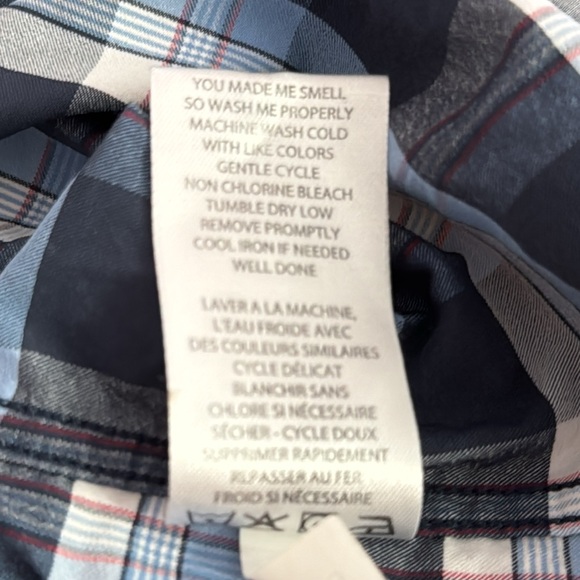 YOU MADE ME SMELL
SO WASH ME PROPERLY
MACHINE WASH COLD
WITH LIKE COLORS
GENTLE CYCLE
NON CHLORINE BLEACH
TUMBLE DRY LOW
REMOVE PROMPTLY
COOL IRON IF NEEDED
WELL DONE
LAVER A LA MACHINE,
L'EAU FROIDE AVEC
DES COULEURS SIMILAIRES
CYCLE DÉLICAT
BLANCHIR SANS
CHLORE SI NÉCESSAIRE
SÉCHER - CYCLE DOUX
SUPPRIMER RAPIDEMENT
REPASSER AU FER
FROID SI NÉCESSAIRE